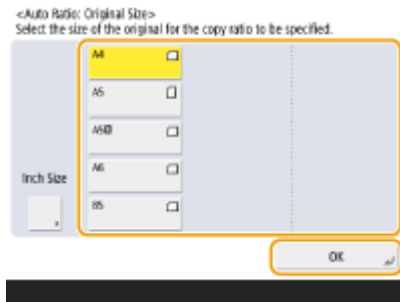 <Auto Ratio: Original Size>
Select the size of the original for the copy ratio to be specified.
A4
A5
A5R
A6
Inch Size
B5
OK